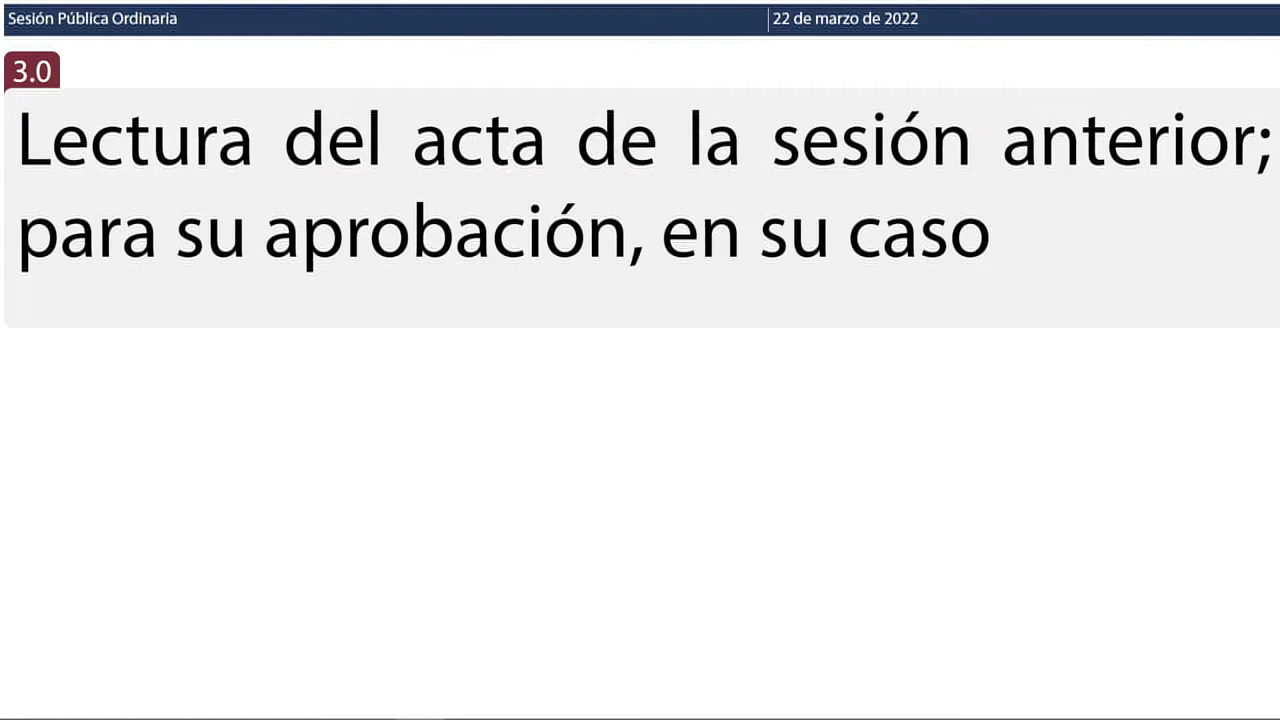 Sesión Pública Ordinaria
22 de marzo de 2022
3.0
Lectura del acta de la sesión anterior;
para su aprobación, en su caso